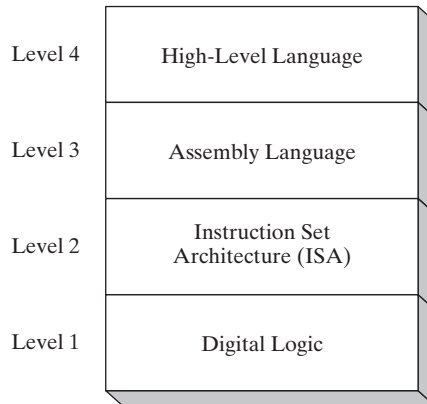 Level 4
High-Level Language
Level 3
Assembly Language
Level 2
Instruction Set
Architecture (ISA)
Level 1
Digital Logic